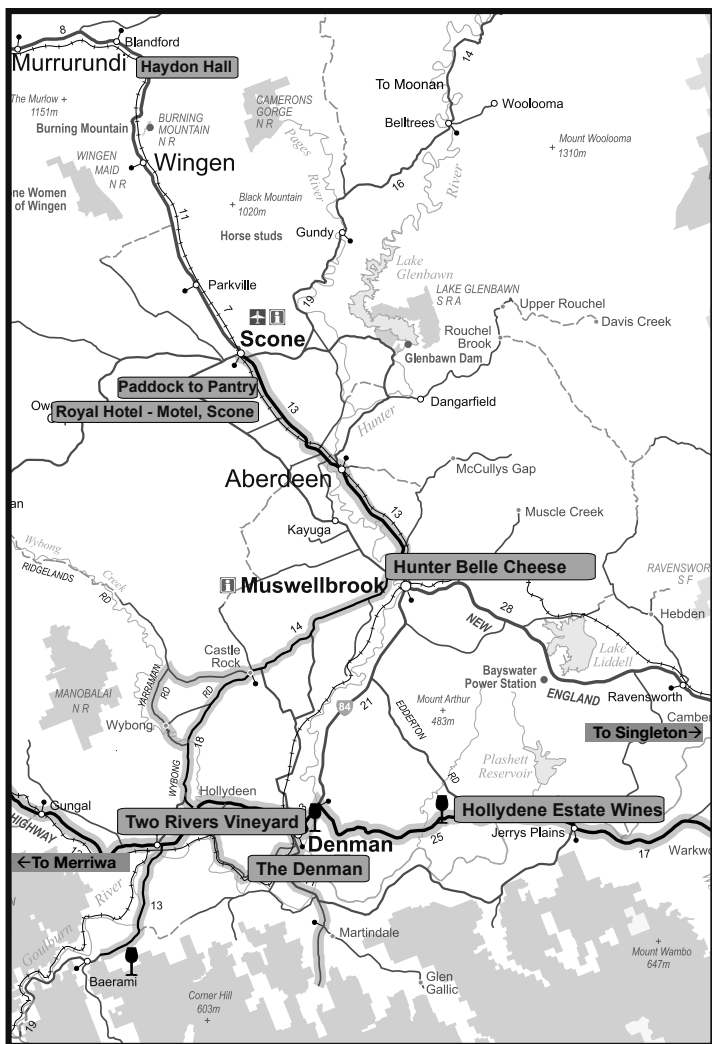 8
Blandford
Murrurundi
Haydon Hall
14
To Moonan
The Murlow +
1151m
Burning Mountain
BURNING
MOUNTAIN
N R
CAMERONS
GORGE
N R
Woolooma
Belltrees
Pages
River
+ Mount Woolooma
1310m
WINGEN
MAID
N R
Wingen
River
16
one Women
of Wingen
Black Mountain
+ 1020m
11
Horse studs
Gundy
Lake
Glenbawn
Parkville
LAKE GLENBAWN
S R A
19
Upper Rouchel
7
Davis Creek
Rouchel
Brook
Scone
Glenbawn Dam
Paddock to Pantry
Royal Hotel - Motel, Scone
Ow
13
Dangarfield
Hunter
Aberdeen
McCullys Gap
13
an
Kayuga
Muscle Creek
Wybong
Creek
RIDGELANDS
RD
Hunter Belle Cheese
RAVENSWOR
S F
Muswellbrook
28
NEW
Hebden
14
Castle
Rock
Lake
Liddell
YARRAMAN
RD
RD
Bayswater
Power Station
ENGLAND
Ravensworth
MANOBALAI
N R
Mount Arthur
+
483m
84
21
EDDERTON
RD
Camber
Wybong
18
To Singleton→
WYBONG
Plashett
Reservoir
Hollydeen
Gungal
HIGHWAY
Two Rivers Vineyard
Hollydene Estate Wines
Denman
25
Jerrys Plains
17
Warkwo
←To Merriwa
The Denman
River
13
Goulburn
Martindale
+
Mount Wambo
647m
Baerami
Glen
Gallic
Corner Hill
603m
+
19